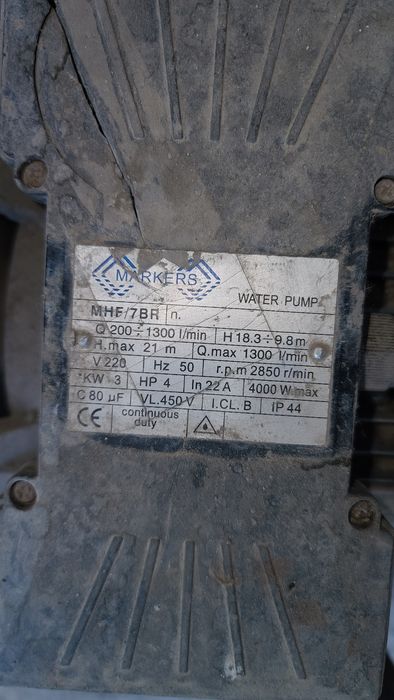 MARKERS
WATER PUMP
MHF/7BR n.
Q 200÷1300 l/min H 18.3÷9.8m
H.max 21 m Q.max 1300 l/min
V 220 Hz 50 r.p.m 2850 r/min
KW 3 HP 4 In 22 A 4000 W max
C 80 µF VL.450 V I.CL. B IP 44
CE continuous
duty